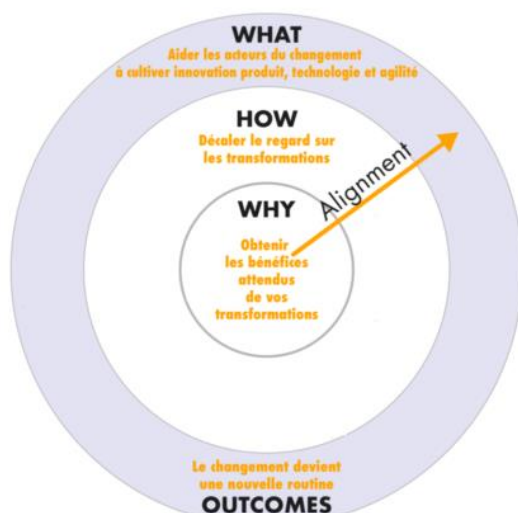 WHAT
Aider les acteurs du changement
à cultiver innovation produit, technologie et agilité
HOW
Décaler le regard sur
les transformations
Alignment
WHY
Obtenir
les bénéfices
attendus
de vos
transformations
Le changement devient
une nouvelle routine
OUTCOMES